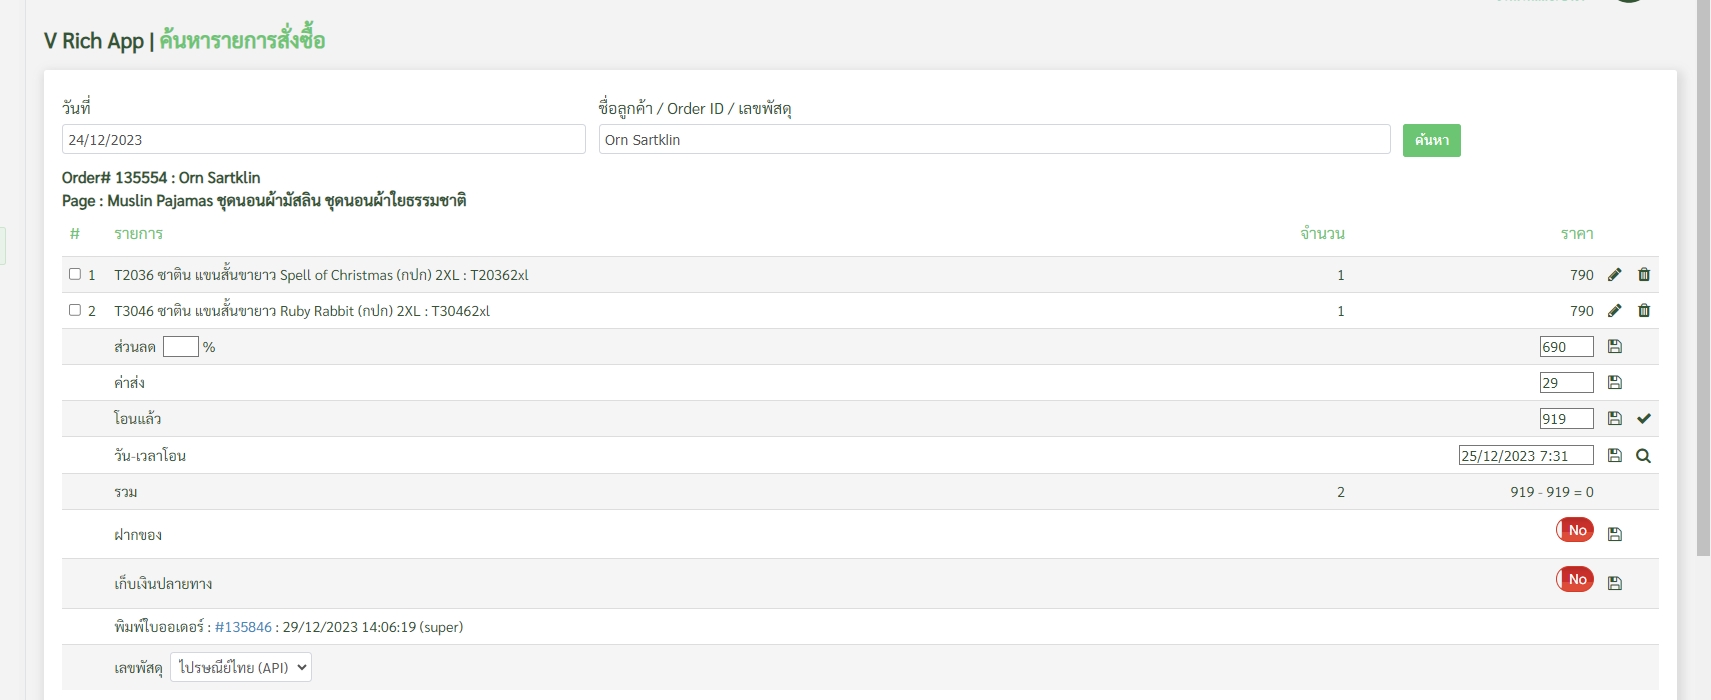 V Rich App | ค้นหารายการสั่งซื้อ
วันที่ ชื่อลูกค้า / Order ID / เลขพัสดุ
24/12/2023 Orn Sartklin ค้นหา
Order# 135554 : Orn Sartklin
Page : Muslin Pajamas ชุดนอนผ้ามัสลิน ชุดนอนผ้าใยธรรมชาติ
# รายการ จำนวน ราคา
1 T2036 ซาติน แขนสั้นขายาว Spell of Christmas (กปก) 2XL : T20362xl 1 790
2 T3046 ซาติน แขนสั้นขายาว Ruby Rabbit (กปก) 2XL : T30462xl 1 790
ส่วนลด % 690
ค่าส่ง 29
โอนแล้ว 919
วัน-เวลาโอน 25/12/2023 7:31
รวม 2 919 - 919 = 0
ฝากของ No
เก็บเงินปลายทาง No
พิมพ์ใบออเดอร์ : #135846 : 29/12/2023 14:06:19 (super)
เลขพัสดุ ไปรษณีย์ไทย (API)